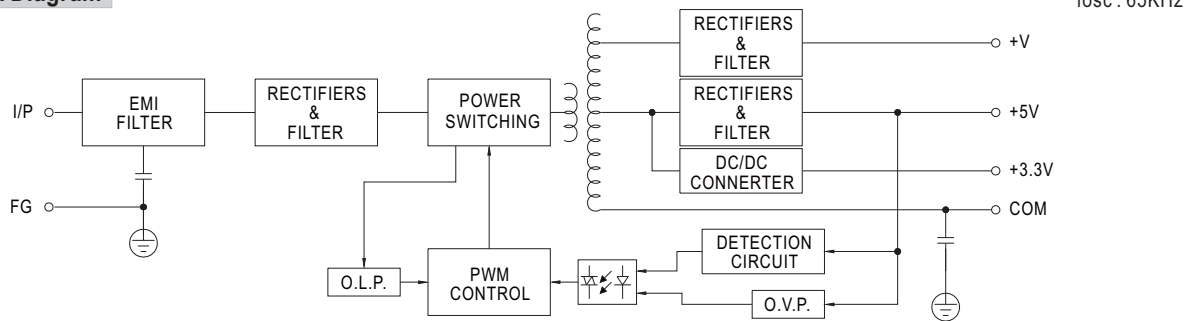 Diagram
fosc : 65KHz
RECTIFIERS
&
FILTER
+V
I/P
EMI
FILTER
RECTIFIERS
&
FILTER
POWER
SWITCHING
RECTIFIERS
&
FILTER
+5V
DC/DC
CONNERTER
+3.3V
FG
COM
DETECTION
CIRCUIT
O.L.P.
PWM
CONTROL
O.V.P.